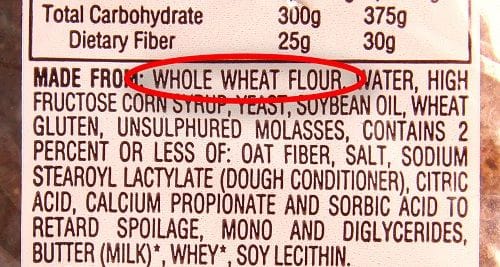 Total Carbohydrate 300g 375g
Dietary Fiber 25g 30g
MADE FROM: WHOLE WHEAT FLOUR, WATER, HIGH
FRUCTOSE CORN SYRUP, YEAST, SOYBEAN OIL, WHEAT
GLUTEN, UNSULPHURED MOLASSES, CONTAINS 2
PERCENT OR LESS OF: OAT FIBER, SALT, SODIUM
STEAROYL LACTYLATE (DOUGH CONDITIONER), CITRIC
ACID, CALCIUM PROPIONATE AND SORBIC ACID TO
RETARD SPOILAGE, MONO AND DIGLYCERIDES,
BUTTER (MILK)*, WHEY*, SOY LECITHIN.